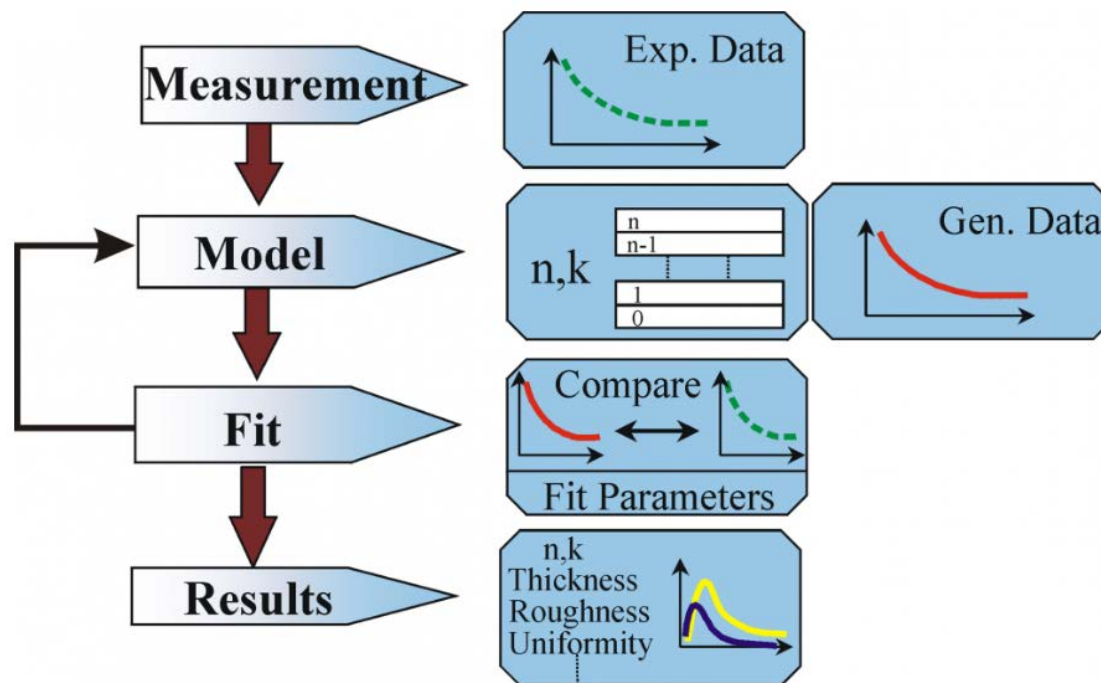 Measurement
Exp. Data
Model
n,k
n
n-1
1
0
Gen. Data
Fit
Compare
Fit Parameters
Results
n,k
Thickness
Roughness
Uniformity